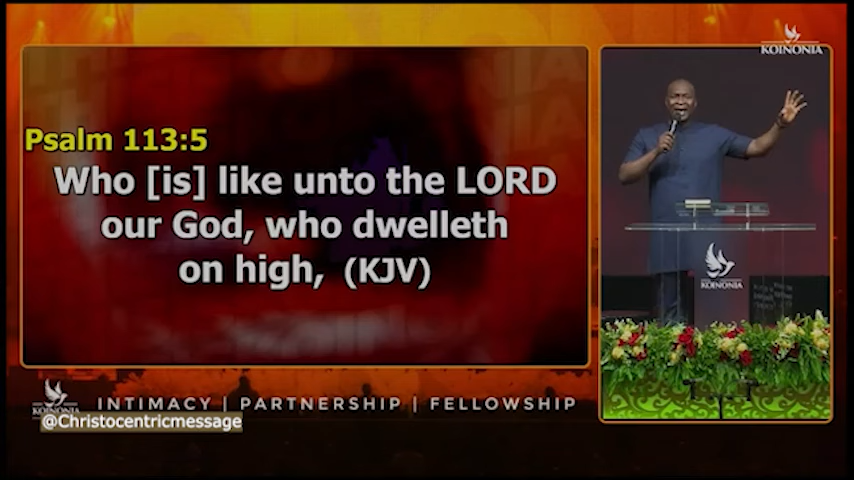 KOINONIA
Psalm 113:5
Who [is] like unto the LORD
our God, who dwelleth
on high, (KJV)
KOINONIA
KOINONIA
INTIMACY | PARTNERSHIP | FELLOWSHIP
@Christocentricmessage